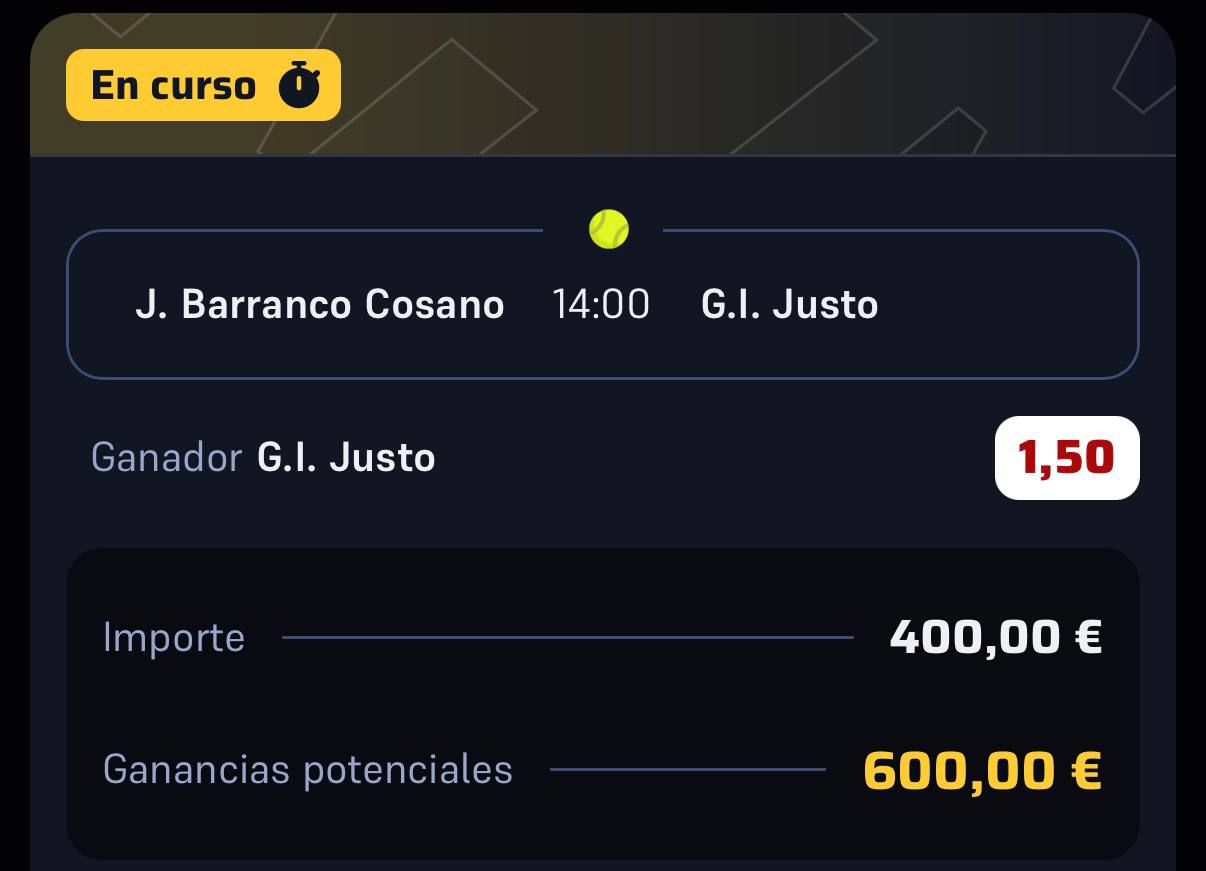 En curso
J. Barranco Cosano 14:00 G.I. Justo
Ganador G.I. Justo 1,50
Importe 400,00 €
Ganancias potenciales 600,00 €